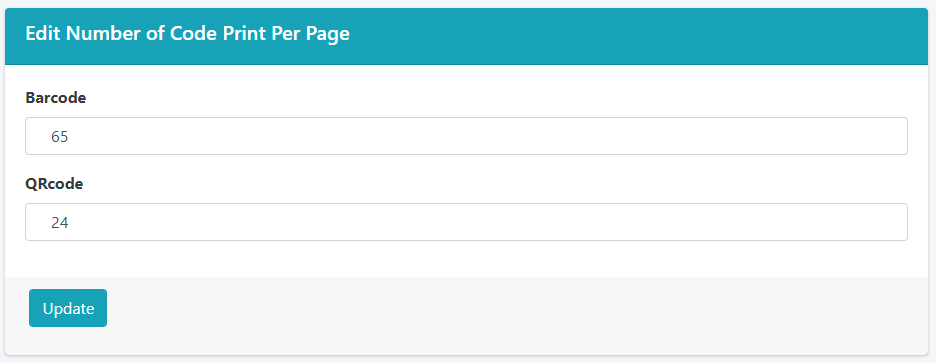 Edit Number of Code Print Per Page
Barcode
65
QRcode
24
Update